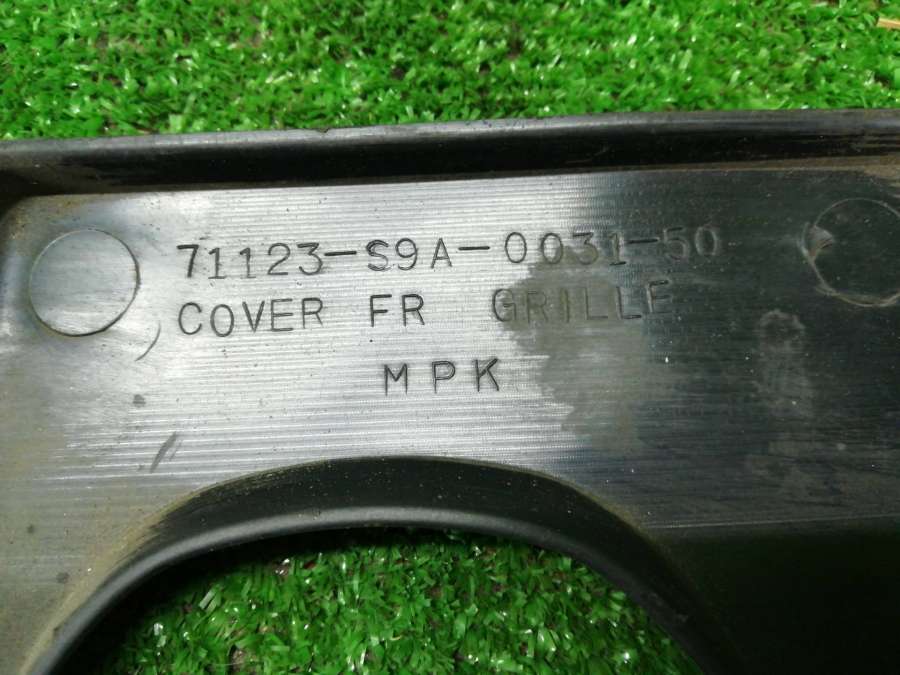 71123-S9A-0031-50
COVER FR GRILLE
MPK